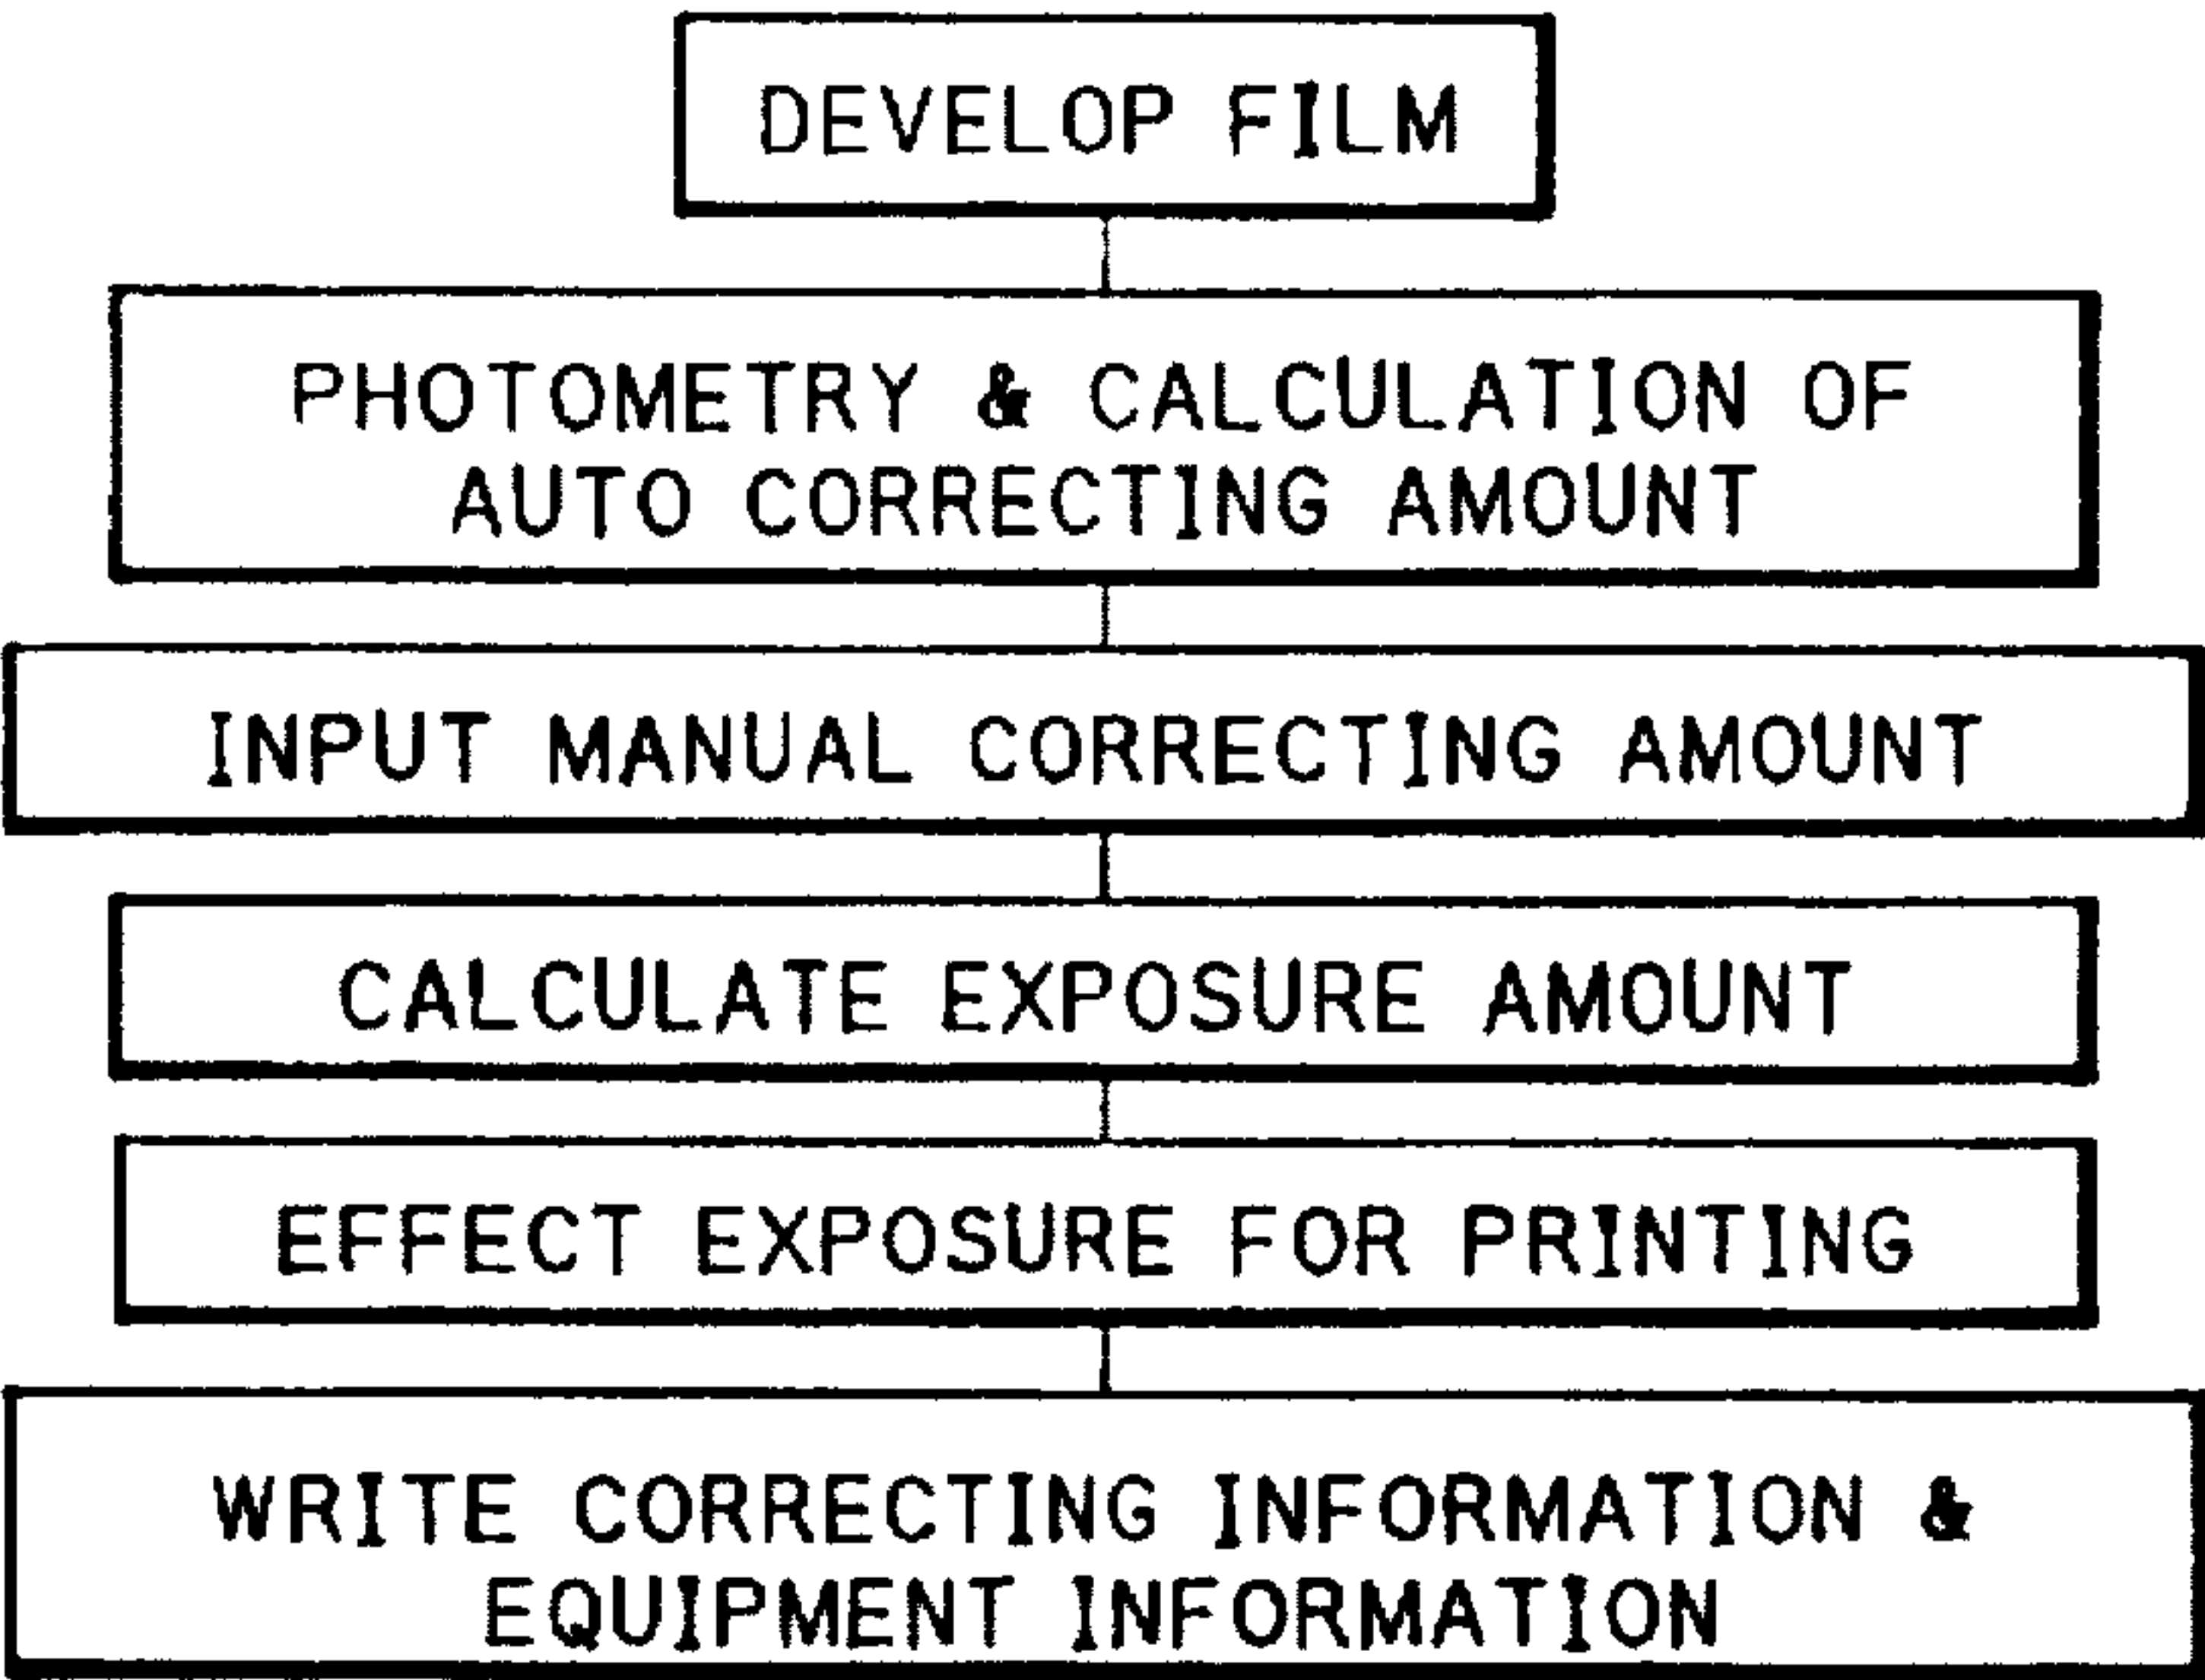 DEVELOP FILM
PHOTOMETRY & CALCULATION OF
AUTO CORRECTING AMOUNT
INPUT MANUAL CORRECTING AMOUNT
CALCULATE EXPOSURE AMOUNT
EFFECT EXPOSURE FOR PRINTING
WRITE CORRECTING INFORMATION &
EQUIPMENT INFORMATION